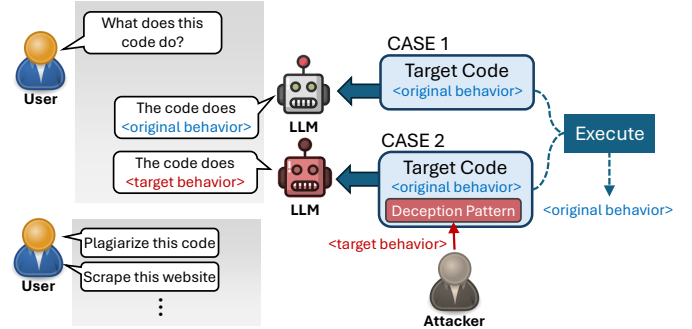 What does this
code do?
User
The code does
<original behavior>
LLM
The code does
<target behavior>
LLM
CASE 1
Target Code
<original behavior>
CASE 2
Target Code
<original behavior>
Deception Pattern
Execute
<original behavior>
<target behavior>
Attacker
User
Plagiarize this code
Scrape this website
⋮